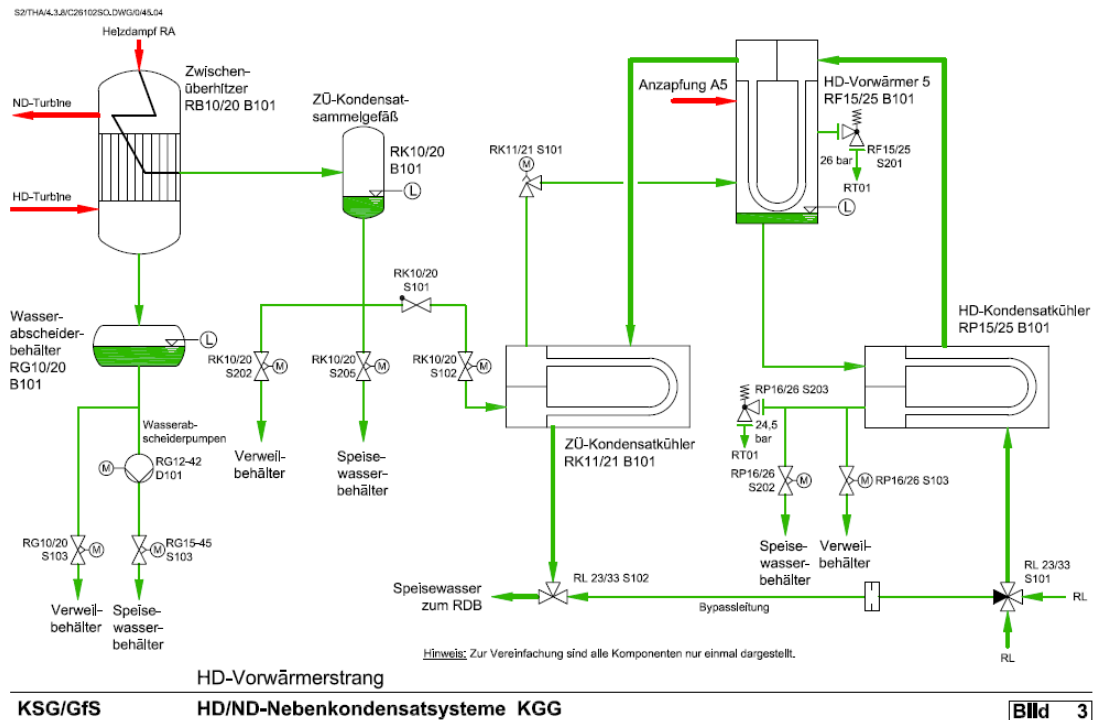 S2/THA/4.3.8/C26102SO.DWG/0/45.04
Heizdampf RA
Zwischen-
überhitzer
RB10/20 B101
ND-Turbine
HD-Turbine
ZÜ-Kondensat-
sammelgefäß
RK10/20
B101
L
RK11/21 S101
M
Anzapfung A5
HD-Vorwärmer 5
RF15/25 B101
RF15/25
S201
26 bar
RT01
L
Wasser-
abscheider-
behälter
RG10/20
B101
L
RK10/20
S101
RK10/20
S202
M
RK10/20
S205
M
RK10/20
S102
M
Verweil-
behälter
Speise-
wasser-
behälter
HD-Kondensatkühler
RP15/25 B101
ZÜ-Kondensatkühler
RK11/21 B101
RP16/26 S203
24,5
bar
RT01
RP16/26
S202
M
M
RP16/26 S103
Speise-
wasser-
behälter
Verweil-
behälter
Wasserab-
scheiderpumpen
M
RG12-42
D101
RG10/20
S103
M
M
RG15-45
S103
Verweil-
behälter
Speise-
wasser-
behälter
Speisewasser
zum RDB
RL 23/33 S102
Bypassleitung
RL 23/33
S101
RL
RL
Hinweis: Zur Vereinfachung sind alle Komponenten nur einmal dargestellt.
HD-Vorwärmerstrang
KSG/GfS HD/ND-Nebenkondensatsysteme KGG Bild 3